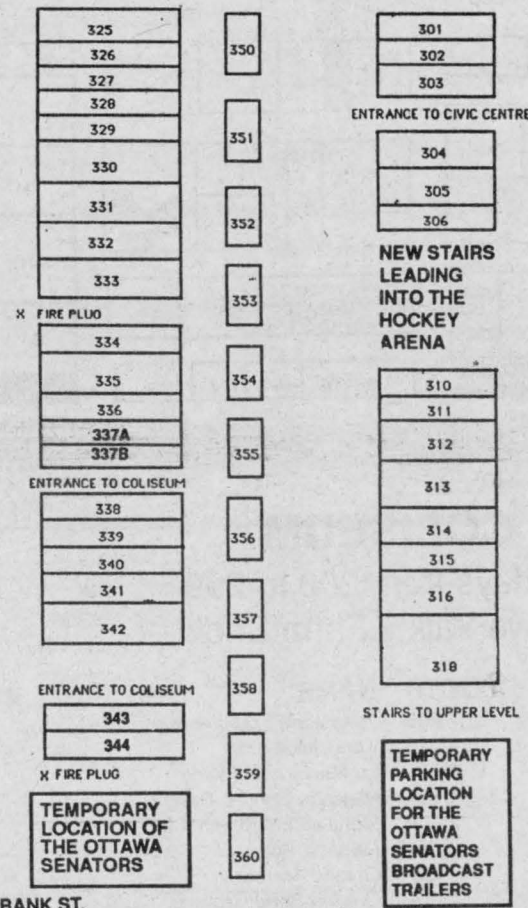 325
326
327
328
329
330
331
332
333
X FIRE PLUG
334
335
336
337A
337B
ENTRANCE TO COLISEUM
338
339
340
341
342
ENTRANCE TO COLISEUM
343
344
X FIRE PLUG
TEMPORARY
LOCATION OF
THE OTTAWA
SENATORS
BANK ST.
350
351
352
353
354
355
356
357
358
359
360
301
302
303
ENTRANCE TO CIVIC CENTRE
304
305
306
NEW STAIRS
LEADING
INTO THE
HOCKEY
ARENA
310
311
312
313
314
315
316
318
STAIRS TO UPPER LEVEL
TEMPORARY
PARKING
LOCATION
FOR THE
OTTAWA
SENATORS
BROADCAST
TRAILERS